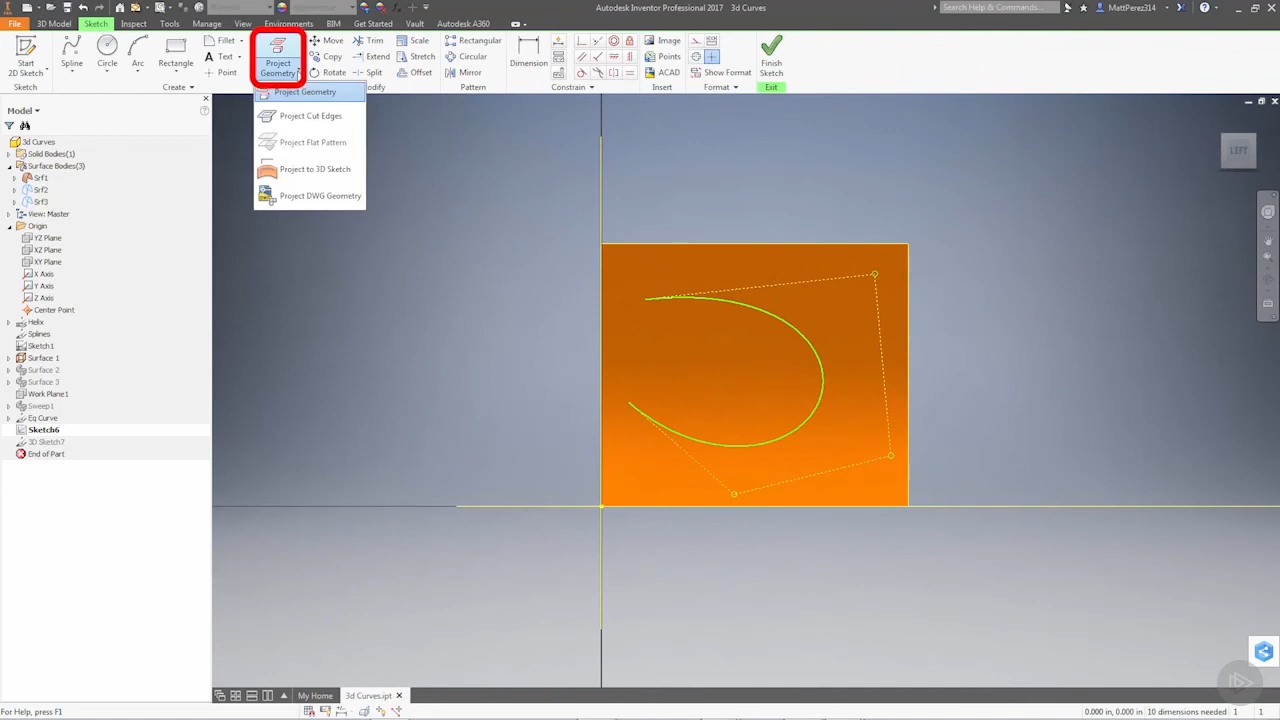 Autodesk Inventor Professional 2017 3d Curves
Search Help & Commands...
MattPerez314
File
3D Model
Sketch
Inspect
Tools
Manage
View
Environments
BIM
Get Started
Vault
Autodesk A360
Start
2D Sketch
Spline
Circle
Arc
Rectangle
Fillet
Text
Point
Project
Geometry
Move
Copy
Rotate
Trim
Extend
Split
Scale
Stretch
Offset
Rectangular
Circular
Mirror
Dimension
Image
Points
ACAD
Show Format
Finish
Sketch
Sketch
Create
Modify
Pattern
Constrain
Insert
Format
Exit
Project Geometry
Project Cut Edges
Project Flat Pattern
Project to 3D Sketch
Project DWG Geometry
Model
3d Curves
Solid Bodies(1)
Surface Bodies(3)
Srf1
Srf2
Srf3
View: Master
Origin
YZ Plane
XZ Plane
XY Plane
X Axis
Y Axis
Z Axis
Center Point
Helix
Splines
Sketch1
Surface 1
Surface 2
Surface 3
Work Plane1
Sweep1
Eq Curve
Sketch6
3D Sketch7
End of Part
LEFT
My Home
3d Curves.ipt
For Help, press F1
0.000 in, 0.000 in 10 dimensions needed 1 1